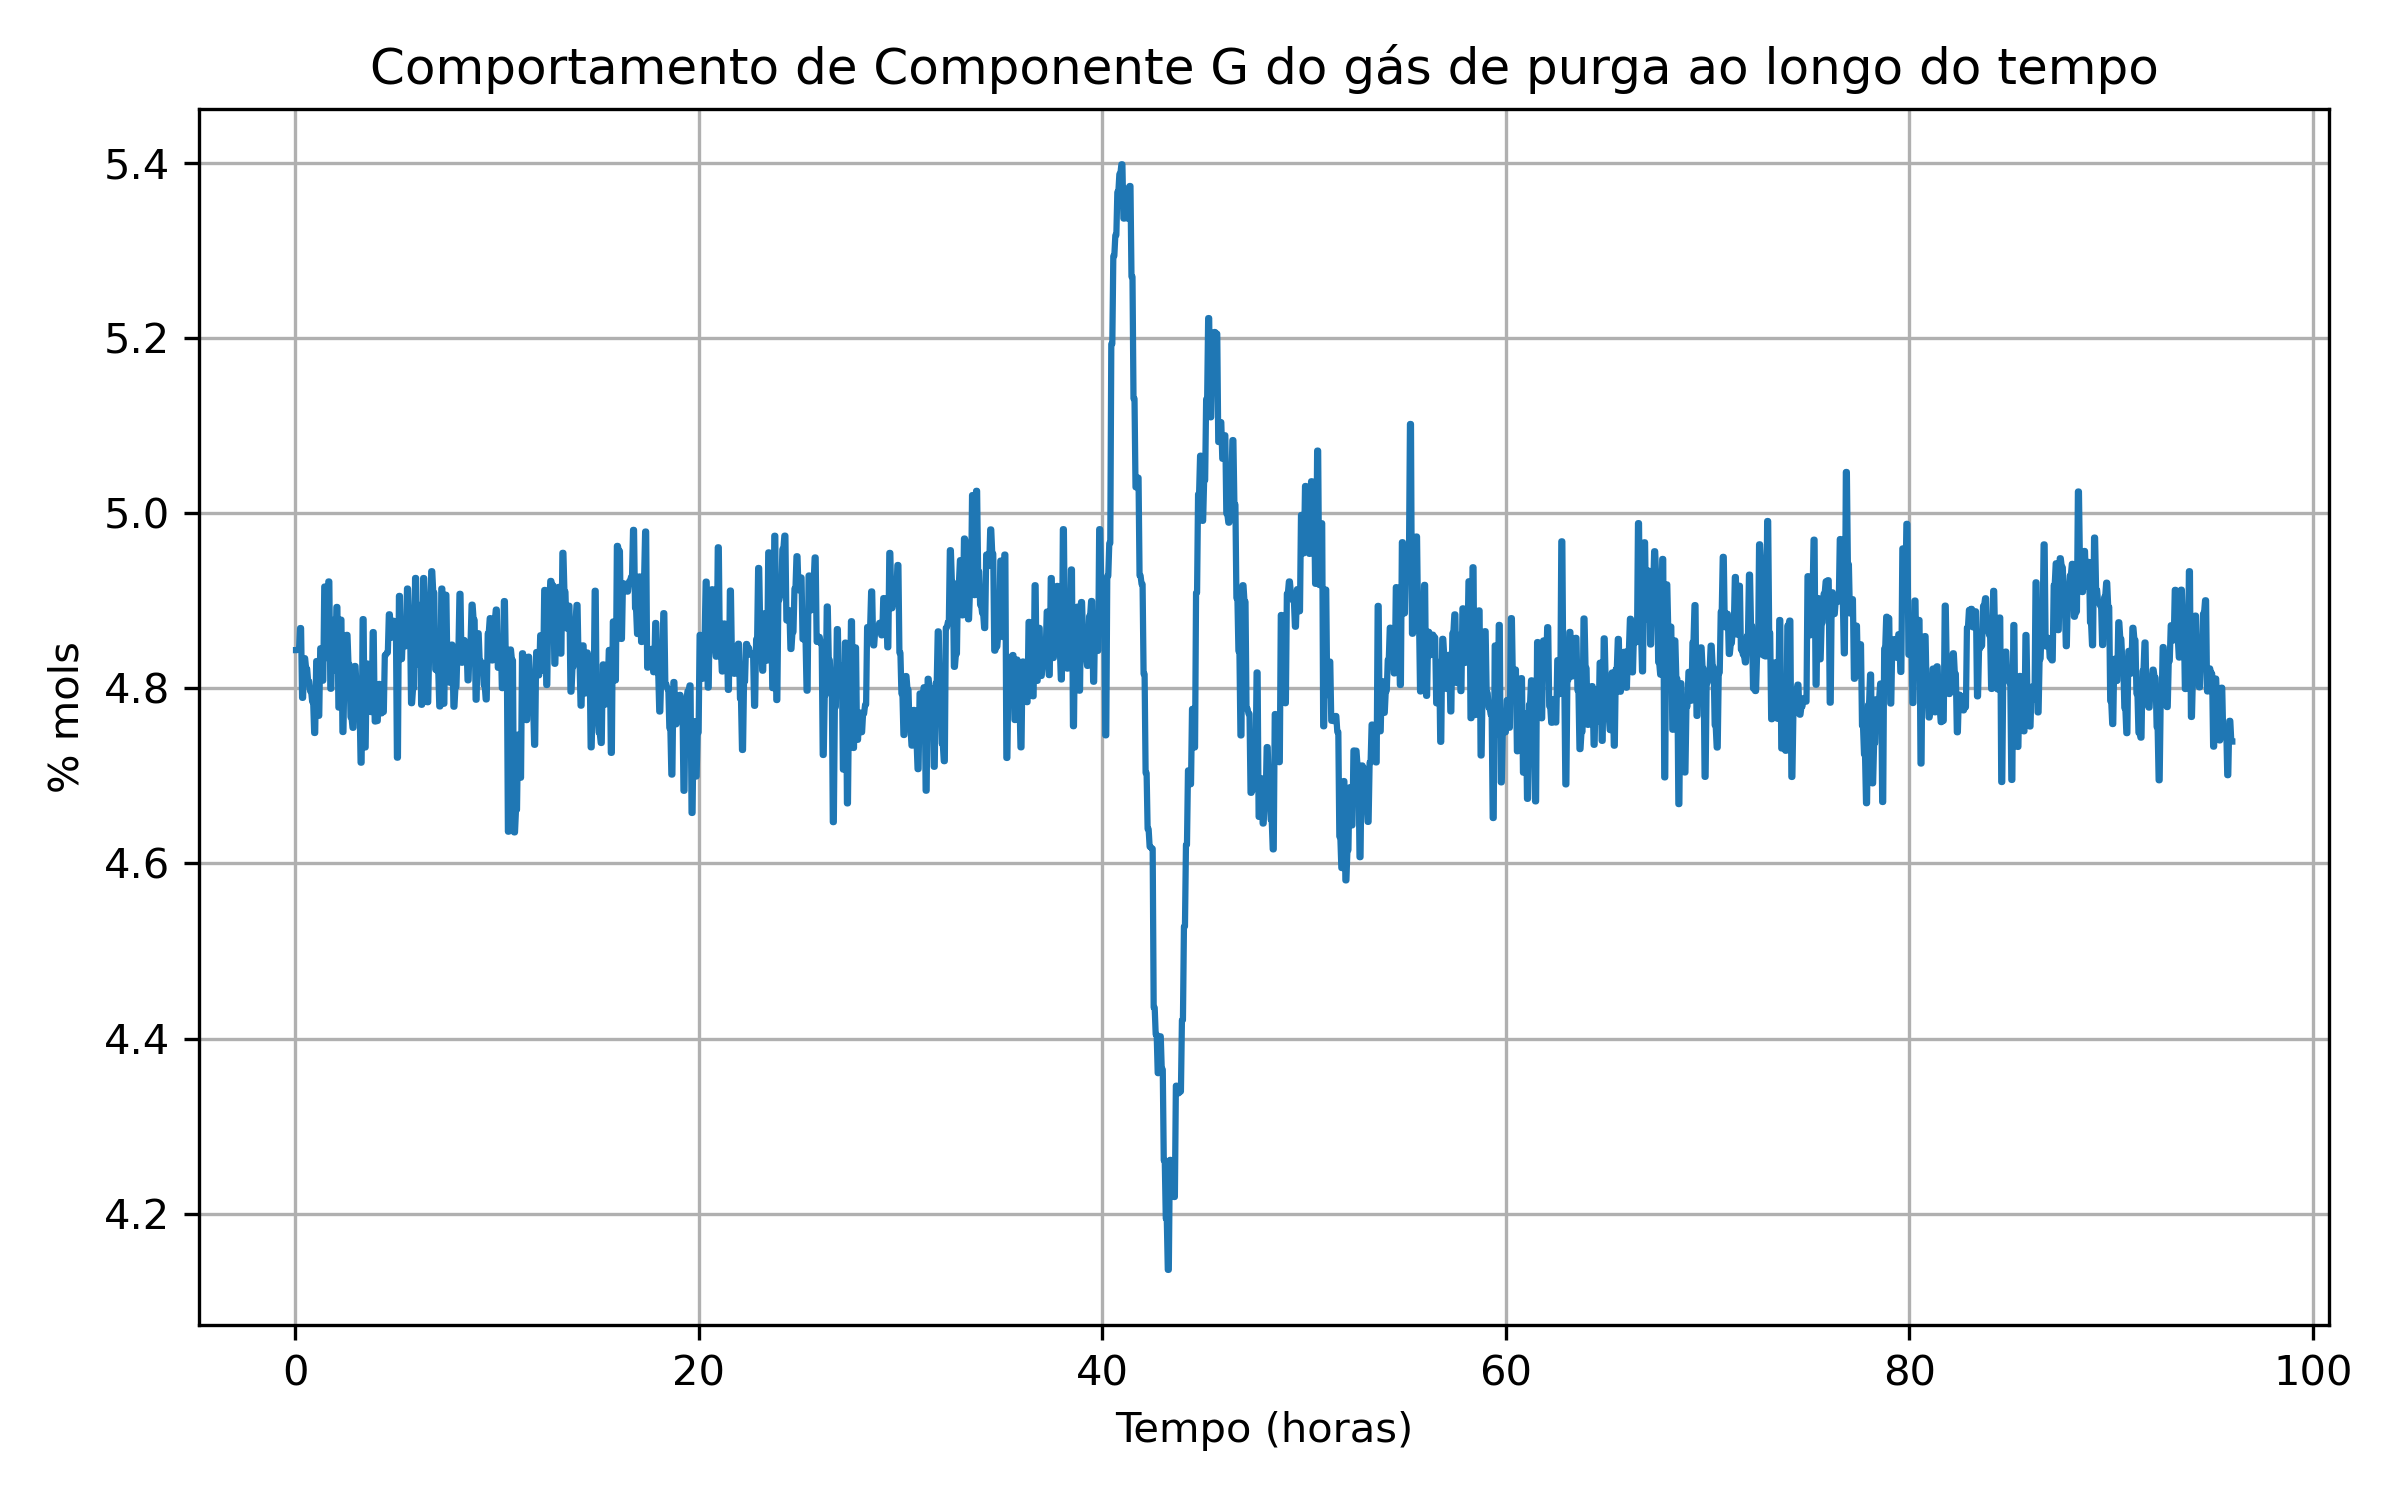 Comportamento de Componente G do gás de purga ao longo do tempo
% mols
5.4
5.2
5.0
4.8
4.6
4.4
4.2
0 20 40 60 80 100
Tempo (horas)